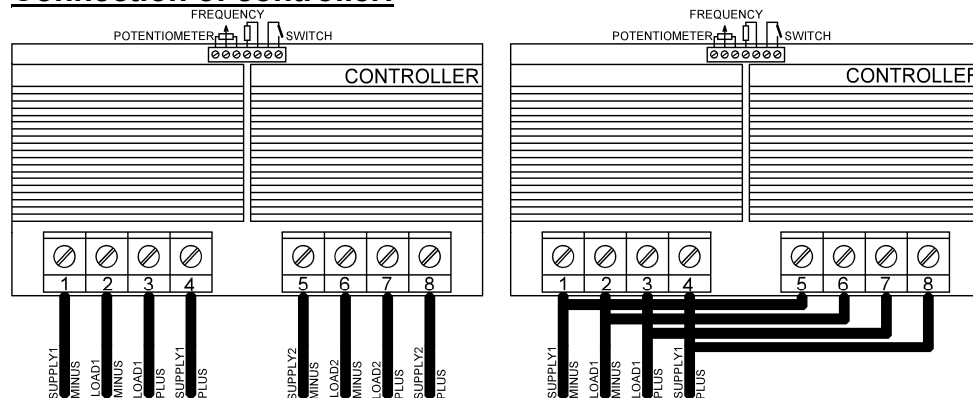 Connection of controller:
FREQUENCY
POTENTIOMETER
SWITCH
CONTROLLER
1 2 3 4
5 6 7 8
SUPPLY1 MINUS
LOAD1 MINUS
LOAD1 PLUS
SUPPLY1 PLUS
SUPPLY2 MINUS
LOAD2 MINUS
LOAD2 PLUS
SUPPLY2 PLUS
FREQUENCY
POTENTIOMETER
SWITCH
CONTROLLER
1 2 3 4
5 6 7 8
SUPPLY1 MINUS
LOAD1 MINUS
LOAD1 PLUS
SUPPLY1 PLUS